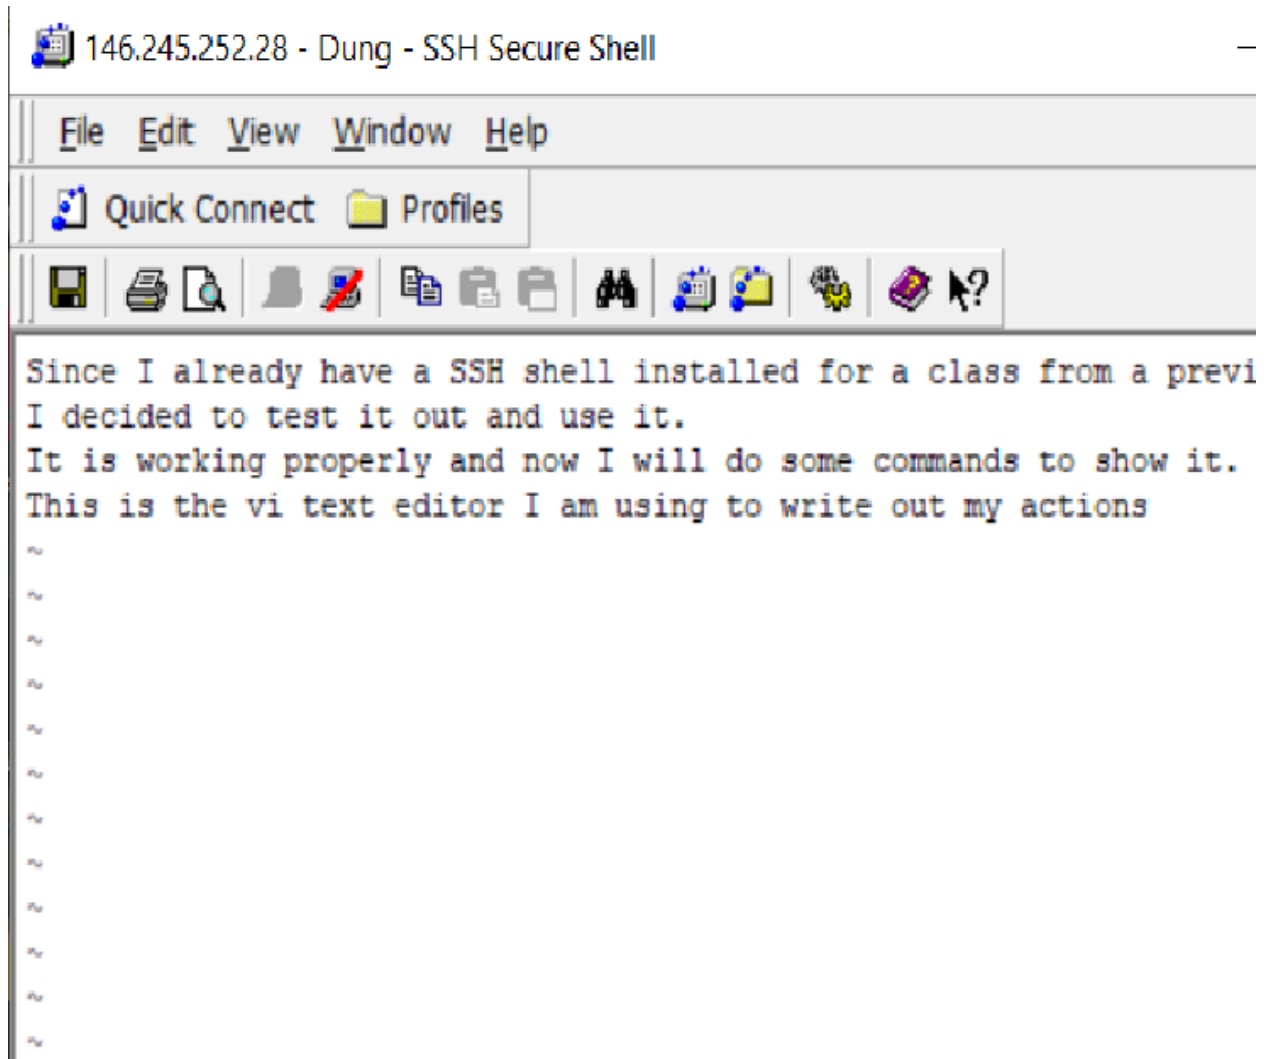 146.245.252.28 - Dung - SSH Secure Shell
File Edit View Window Help
Quick Connect Profiles
Since I already have a SSH shell installed for a class from a previ
I decided to test it out and use it.
It is working properly and now I will do some commands to show it.
This is the vi text editor I am using to write out my actions
~
~
~
~
~
~
~
~
~
~
~
~